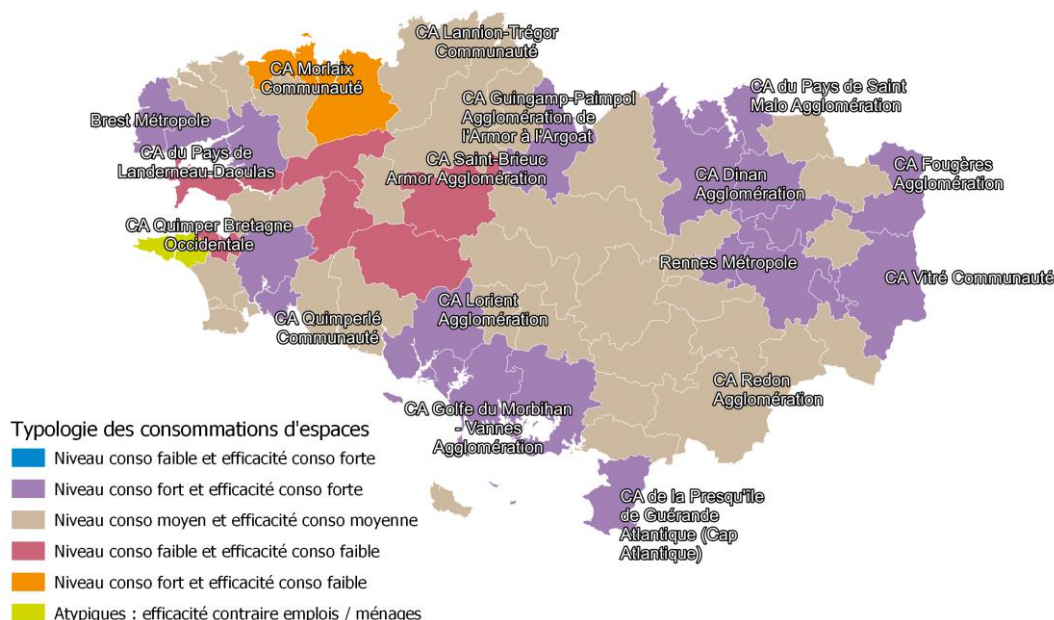 CA Lannion-Trégor
Communauté
CA Morlaix
Communauté
CA du Pays de Saint
Malo Agglomération
CA Guingamp-Paimpol
Agglomération de
l'Armor à l'Argoat
Brest Métropole
CA du Pays de
Landerneau-Daoulas
CA Saint-Brieuc
Armor Agglomération
CA Fougères
Agglomération
CA Dinan
Agglomération
CA Quimper Bretagne
Occidentale
Rennes Métropole
CA Vitré Communauté
CA Lorient
Agglomération
CA Quimperlé
Communauté
CA Redon
Agglomération
CA Golfe du Morbihan
- Vannes
Agglomération
CA de la Presqu'île
de Guérande
Atlantique (Cap
Atlantique)
Typologie des consommations d'espaces
Niveau conso faible et efficacité conso forte
Niveau conso fort et efficacité conso forte
Niveau conso moyen et efficacité conso moyenne
Niveau conso faible et efficacité conso faible
Niveau conso fort et efficacité conso faible
Atypiques : efficacité contraire emplois / ménages